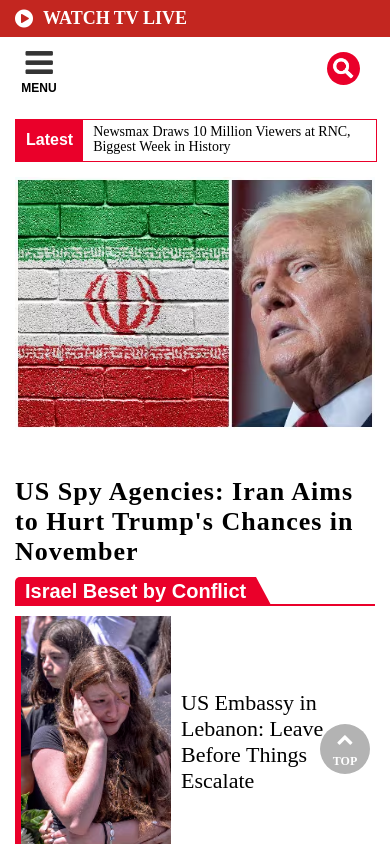 WATCH TV LIVE
MENU
Latest
Newsmax Draws 10 Million Viewers at RNC,
Biggest Week in History
US Spy Agencies: Iran Aims
to Hurt Trump's Chances in
November
Israel Beset by Conflict
US Embassy in
Lebanon: Leave
Before Things
Escalate
TOP